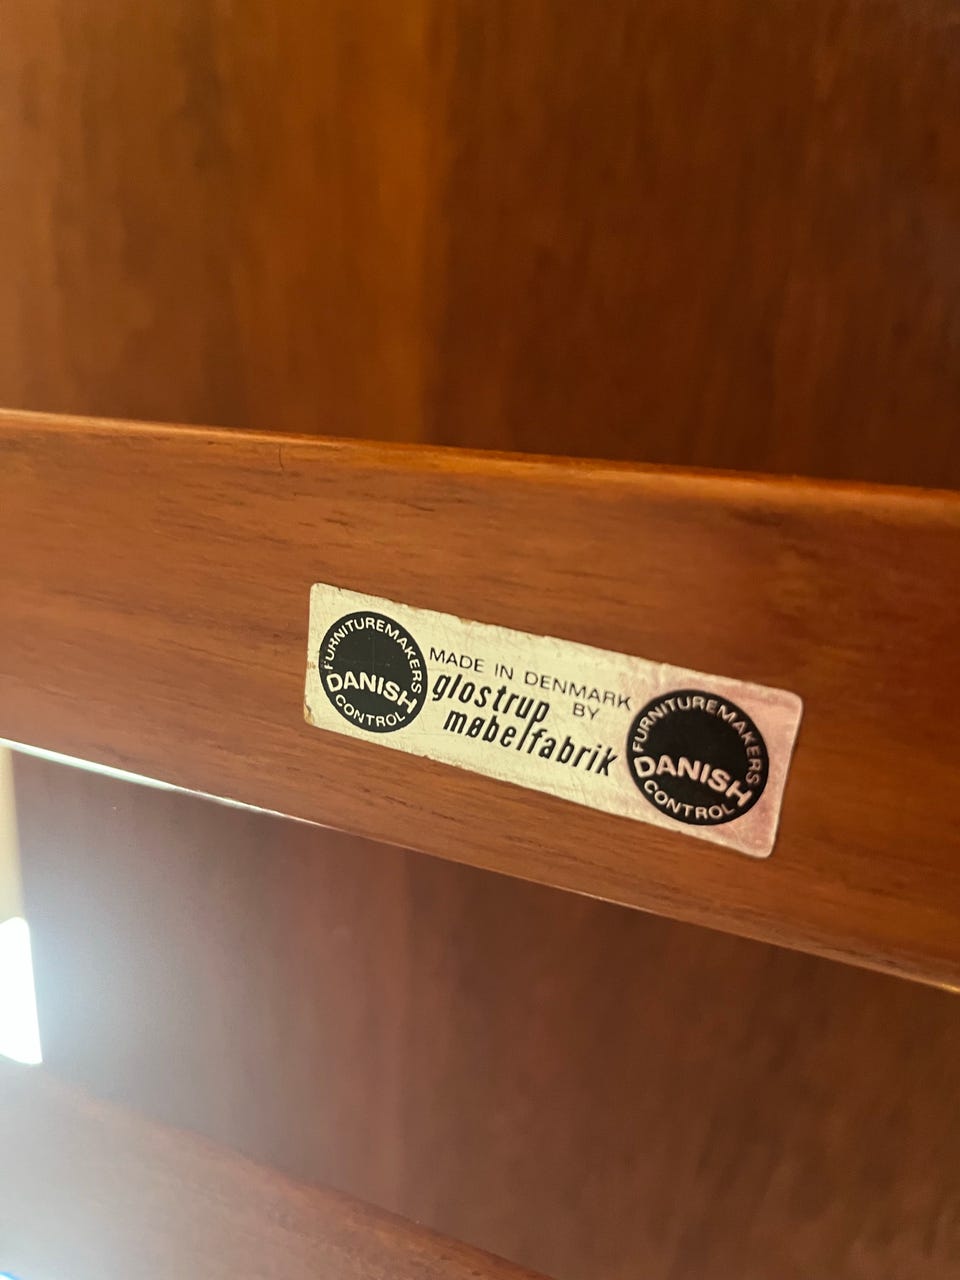 FURNITUREMAKERS
DANISH
CONTROL
MADE IN DENMARK
BY
glostrup
møbelfabrik
FURNITUREMAKERS
DANISH
CONTROL